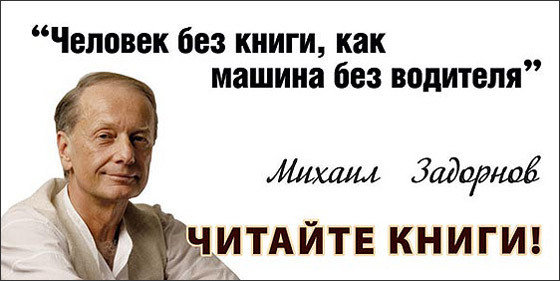 “Человек без книги, как
машина без водителя”
Михаил Задорнов
ЧИТАЙТЕ КНИГИ!